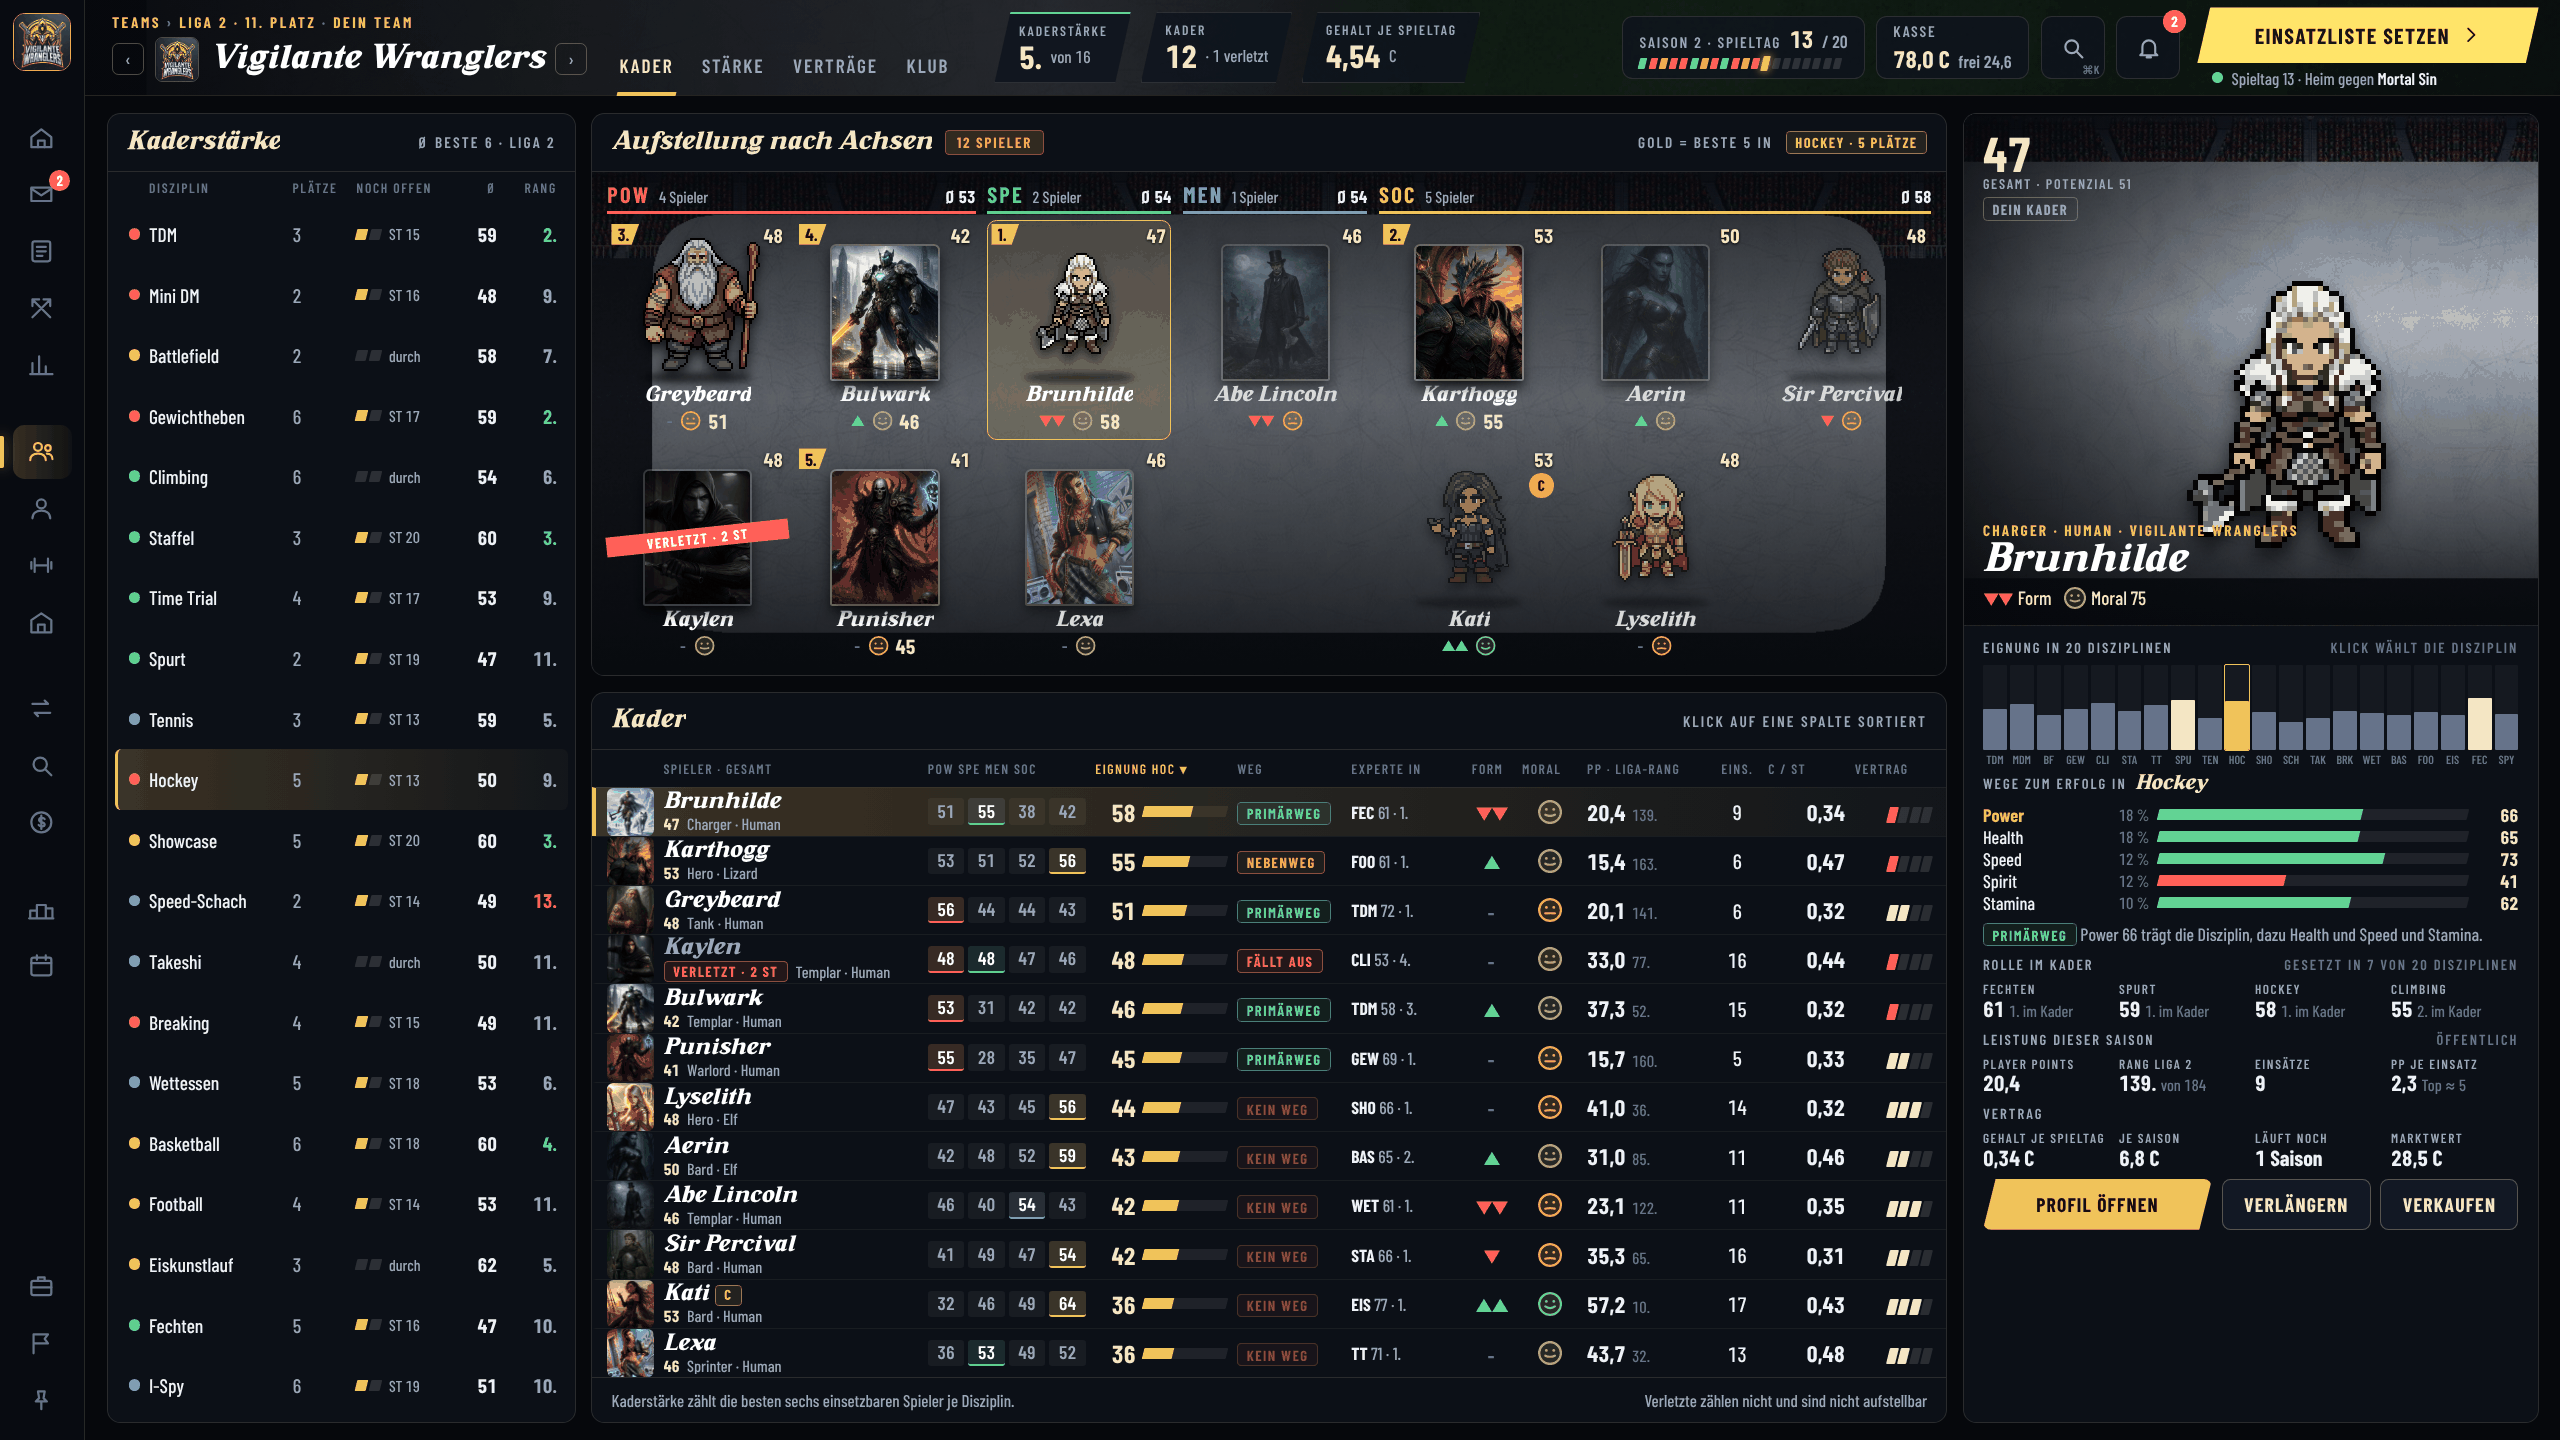 TEAMS › LIGA 2 · 11. PLATZ · DEIN TEAM
‹ Vigilante Wranglers ›
KADER STÄRKE VERTRÄGE KLUB
KADERSTÄRKE
5. von 16
KADER
12 · 1 verletzt
GEHALT JE SPIELTAG
4,54 C
SAISON 2 · SPIELTAG 13 / 20
KASSE
78,0 C frei 24,6
⌘K
2
EINSATZLISTE SETZEN
Spieltag 13 · Heim gegen Mortal Sin
2
Kaderstärke
Ø BESTE 6 · LIGA 2
DISZIPLIN PLÄTZE NOCH OFFEN Ø RANG
TDM 3 ST 15 59 2.
Mini DM 2 ST 16 48 9.
Battlefield 2 durch 58 7.
Gewichtheben 6 ST 17 59 2.
Climbing 6 durch 54 6.
Staffel 3 ST 20 60 3.
Time Trial 4 ST 17 53 9.
Spurt 2 ST 19 47 11.
Tennis 3 ST 13 59 5.
Hockey 5 ST 13 50 9.
Showcase 5 ST 20 60 3.
Speed-Schach 2 ST 14 49 13.
Takeshi 4 durch 50 11.
Breaking 4 ST 15 49 11.
Wettessen 5 ST 18 53 6.
Basketball 6 ST 18 60 4.
Football 4 ST 14 53 11.
Eiskunstlauf 3 durch 62 5.
Fechten 5 ST 16 47 10.
I-Spy 6 ST 19 51 10.
Aufstellung nach Achsen 12 SPIELER
GOLD = BESTE 5 IN HOCKEY · 5 PLÄTZE
POW 4 Spieler Ø 53
SPE 2 Spieler Ø 54
MEN 1 Spieler Ø 54
SOC 5 Spieler Ø 58
3. 48 4. 42 1. 47 46 2. 53 50 48
Greybeard Bulwark Brunhilde Abe Lincoln Karthogg Aerin Sir Percival
- 51 46 58 55
48 5. 41 46 53 48
C
VERLETZT · 2 ST
Kaylen Punisher Lexa Kati Lyselith
- - 45 - -
Kader
KLICK AUF EINE SPALTE SORTIERT
SPIELER · GESAMT POW SPE MEN SOC EIGNUNG HOC ▼ WEG EXPERTE IN FORM MORAL PP · LIGA-RANG EINS. C / ST VERTRAG
Brunhilde
47 Charger · Human 51 55 38 42 58 PRIMÄRWEG FEC 61 · 1. 20,4 139. 9 0,34
Karthogg
53 Hero · Lizard 53 51 52 56 55 NEBENWEG FOO 61 · 1. 15,4 163. 6 0,47
Greybeard
48 Tank · Human 56 44 44 43 51 PRIMÄRWEG TDM 72 · 1. - 20,1 141. 6 0,32
Kaylen
VERLETZT · 2 ST Templar · Human 48 48 47 46 48 FÄLLT AUS CLI 53 · 4. - 33,0 77. 16 0,44
Bulwark
42 Templar · Human 53 31 42 42 46 PRIMÄRWEG TDM 58 · 3. 37,3 52. 15 0,32
Punisher
41 Warlord · Human 55 28 35 47 45 PRIMÄRWEG GEW 69 · 1. - 15,7 160. 5 0,33
Lyselith
48 Hero · Elf 47 43 45 56 44 KEIN WEG SHO 66 · 1. - 41,0 36. 14 0,32
Aerin
50 Bard · Elf 42 48 52 59 43 KEIN WEG BAS 65 · 2. 31,0 85. 11 0,46
Abe Lincoln
46 Templar · Human 46 40 54 43 42 KEIN WEG WET 61 · 1. 23,1 122. 11 0,35
Sir Percival
48 Bard · Human 41 49 47 54 42 KEIN WEG STA 66 · 1. 35,3 65. 16 0,31
Kati C
53 Bard · Human 32 46 49 64 36 KEIN WEG EIS 77 · 1. 57,2 10. 17 0,43
Lexa
46 Sprinter · Human 36 53 49 52 36 KEIN WEG TT 71 · 1. - 43,7 32. 13 0,48
Kaderstärke zählt die besten sechs einsetzbaren Spieler je Disziplin.
Verletzte zählen nicht und sind nicht aufstellbar
47
GESAMT · POTENZIAL 51
DEIN KADER
CHARGER · HUMAN · VIGILANTE WRANGLERS
Brunhilde
Form Moral 75
EIGNUNG IN 20 DISZIPLINEN KLICK WÄHLT DIE DISZIPLIN
TDM MDM BF GEW CLI STA TT SPU TEN HOC SHO SCH TAK BRK WET BAS FOO EIS FEC SPY
WEGE ZUM ERFOLG IN Hockey
Power 18 % 66
Health 18 % 65
Speed 12 % 73
Spirit 12 % 41
Stamina 10 % 62
PRIMÄRWEG Power 66 trägt die Disziplin, dazu Health und Speed und Stamina.
ROLLE IM KADER GESETZT IN 7 VON 20 DISZIPLINEN
FECHTEN SPURT HOCKEY CLIMBING
61 1. im Kader 59 1. im Kader 58 1. im Kader 55 2. im Kader
LEISTUNG DIESER SAISON ÖFFENTLICH
PLAYER POINTS RANG LIGA 2 EINSÄTZE PP JE EINSATZ
20,4 139. von 184 9 2,3 Top ≈ 5
VERTRAG
GEHALT JE SPIELTAG JE SAISON LÄUFT NOCH MARKTWERT
0,34 C 6,8 C 1 Saison 28,5 C
PROFIL ÖFFNEN VERLÄNGERN VERKAUFEN